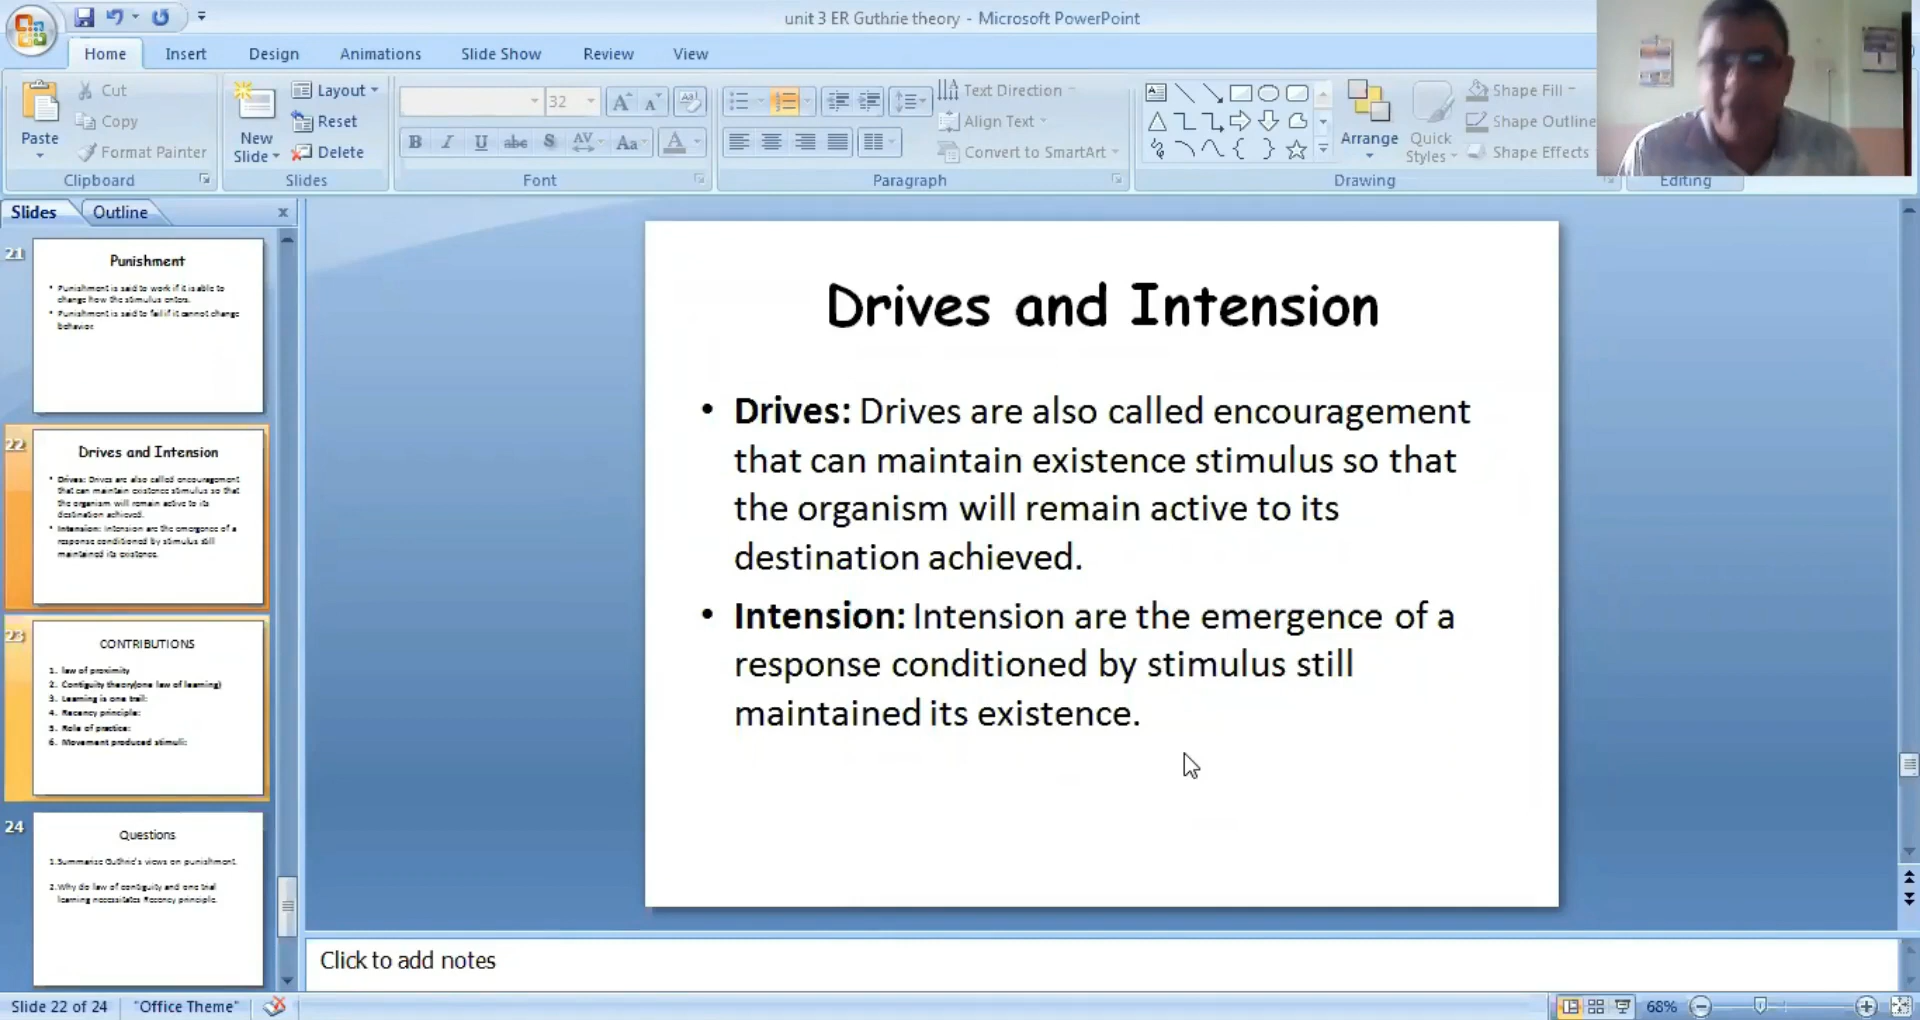 unit 3 ER Guthrie theory - Microsoft PowerPoint
Home Insert Design Animations Slide Show Review View
Paste
Cut
Copy
Format Painter
Clipboard
New
Slide
Layout
Reset
Delete
Slides
32
B I U abc S AV Aa A
Font
Text Direction
Align Text
Convert to SmartArt
Paragraph
Arrange
Quick
Styles
Shape Fill
Shape Outline
Shape Effects
Drawing
Editing
Slides Outline
21
Punishment
• Punishment is said to work if it is able to
change how the stimulus enters.
• Punishment is said to fail if it cannot change
behavior.
22
Drives and Intension
• Drives: Drives are also called encouragement
that can maintain existence stimulus so that
the organism will remain active to its
destination achieved.
• Intension: Intension are the emergence of a
response conditioned by stimulus still
maintained its existence.
23
CONTRIBUTIONS
1. law of proximity
2. Contiguity theory(one law of learning)
3. Learning is one trail:
4. Recency principle:
5. Role of practice:
6. Movement produced stimuli:
24
Questions
1.Summarise Guthrie's views on punishment.
2.Why do law of contiguity and one trial
learning necessitates Recency principle.
Drives and Intension
• Drives: Drives are also called encouragement
that can maintain existence stimulus so that
the organism will remain active to its
destination achieved.
• Intension: Intension are the emergence of a
response conditioned by stimulus still
maintained its existence.
Click to add notes
Slide 22 of 24 "Office Theme" 68%